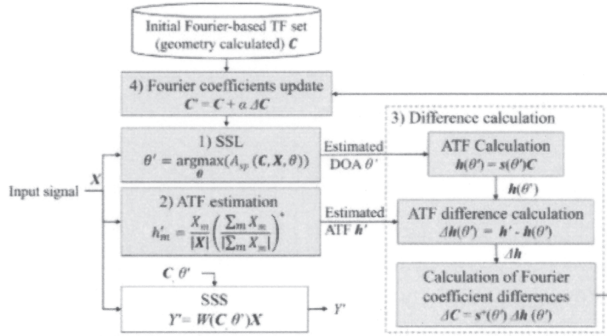 Initial Fourier-based TF set
(geometry calculated) C
4) Fourier coefficients update
C' = C + α ΔC
1) SSL
θ' = argmax(A_sp (C, X, θ))
θ
Estimated
DOA θ'
Input signal
X
2) ATF estimation
h'_m = X_m/|X| (∑_m X_m/|∑_m X_m|)*
Estimated
ATF h'
C, θ'
SSS
Y' = W(C, θ')X
Y'
3) Difference calculation
ATF Calculation
h(θ') = s(θ')C
h(θ')
ATF difference calculation
Δh(θ') = h' - h(θ')
Δh
Calculation of Fourier
coefficient differences
ΔC = s⁺(θ') Δh (θ')